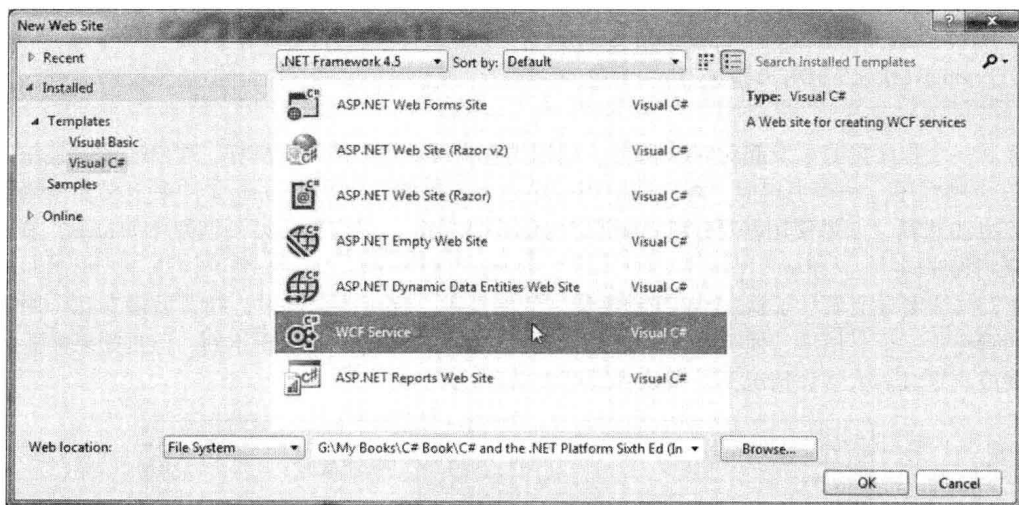 New Web Site
Recent
Installed
Templates
Visual Basic
Visual C#
Samples
Online
.NET Framework 4.5
Sort by: Default
Search Installed Templates
ASP.NET Web Forms Site Visual C#
ASP.NET Web Site (Razor v2) Visual C#
ASP.NET Web Site (Razor) Visual C#
ASP.NET Empty Web Site Visual C#
ASP.NET Dynamic Data Entities Web Site Visual C#
WCF Service Visual C#
ASP.NET Reports Web Site Visual C#
Type: Visual C#
A Web site for creating WCF services
Web location: File System G:\My Books\C# Book\C# and the .NET Platform Sixth Ed (In Browse...
OK Cancel